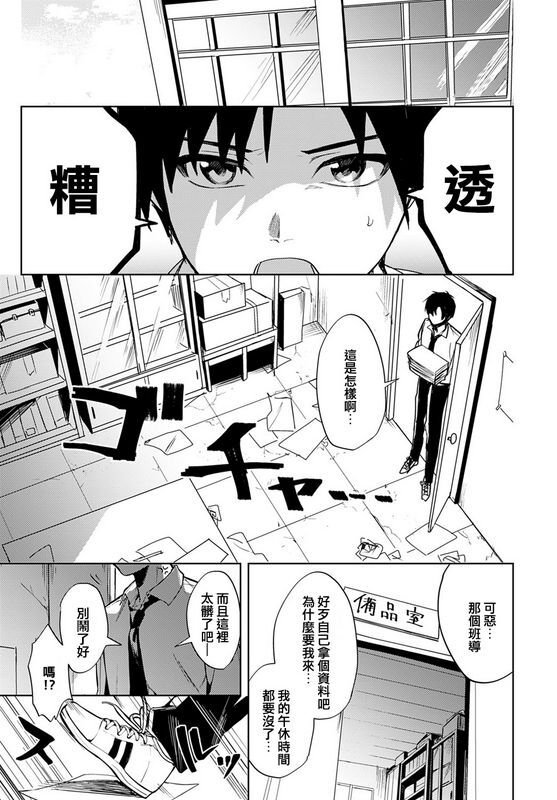 糟
透
這是怎樣啊…
ゴチャ…
備品室
可惡…
那個班導
好歹自己拿個資料吧
為什麼要我來…
我的午休時間
都要沒了…
而且這裡
太髒了吧—
別鬧了好
嗎!?